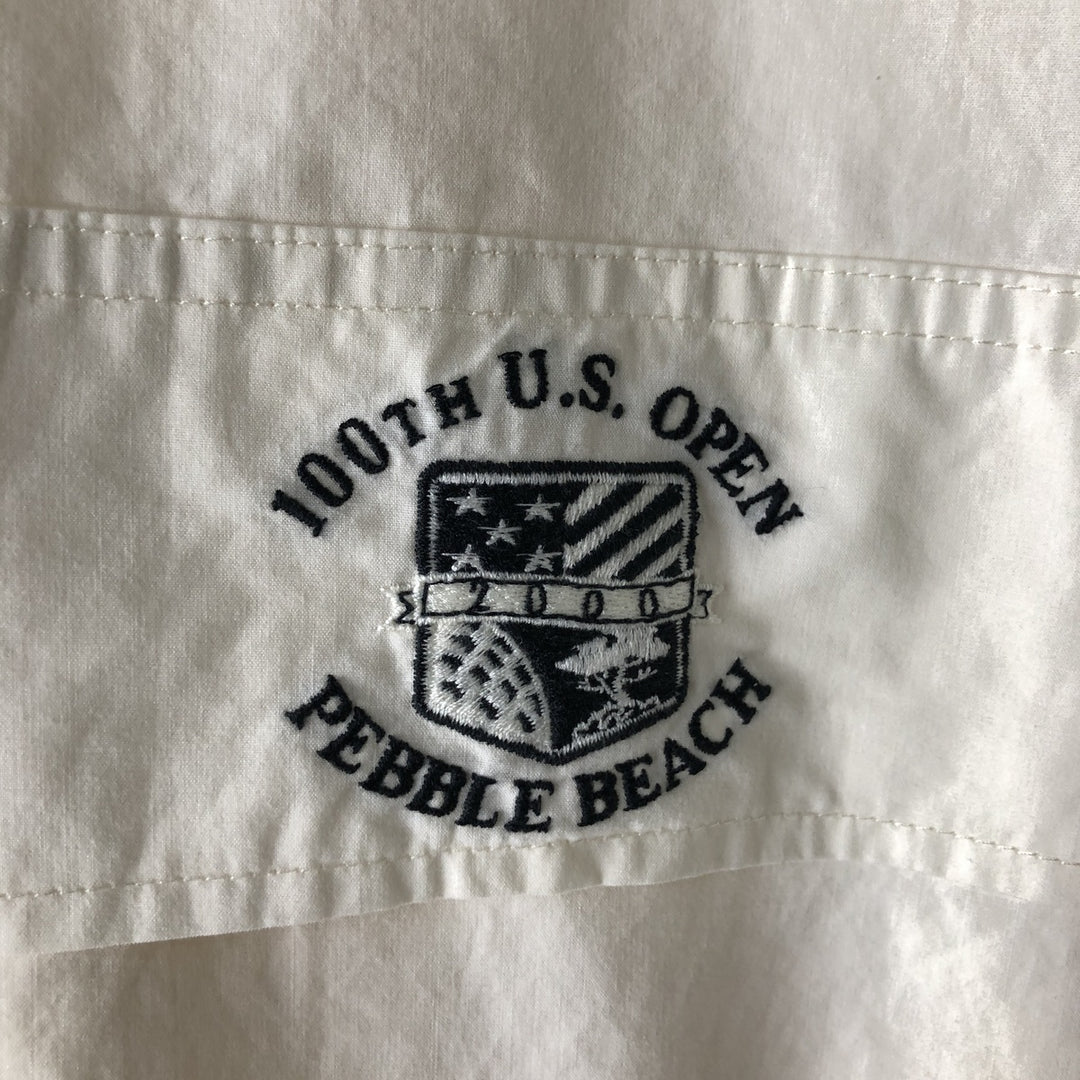 100TH U.S. OPEN
2000
PEBBLE BEACH